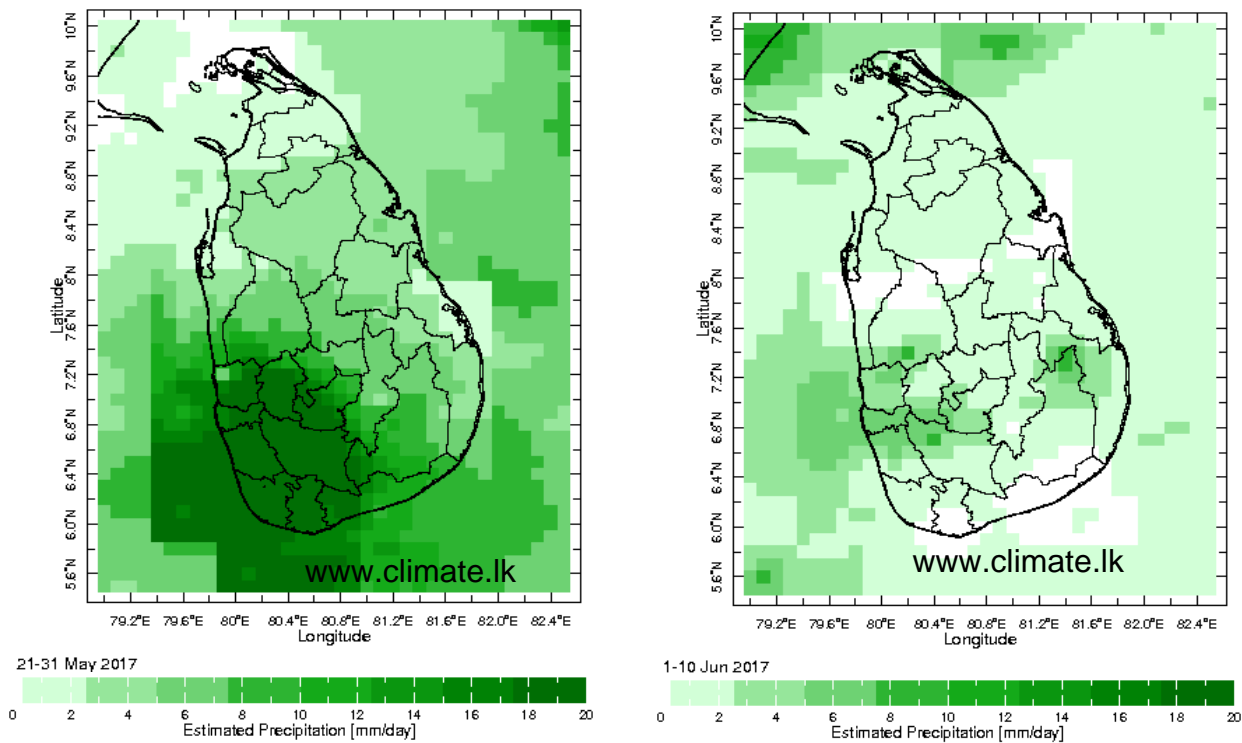 10°N
9.6°N
9.2°N
8.8°N
8.4°N
8°N
7.6°N
7.2°N
6.8°N
6.4°N
6.0°N
5.6°N
Latitude
www.climate.lk
79.2°E 79.6°E 80°E 80.4°E 80.8°E 81.2°E 81.6°E 82.0°E 82.4°E
Longitude
21-31 May 2017
0 2 4 6 8 10 12 14 16 18 20
Estimated Precipitation [mm/day]
10°N
9.6°N
9.2°N
8.8°N
8.4°N
8°N
7.6°N
7.2°N
6.8°N
6.4°N
6.0°N
5.6°N
Latitude
www.climate.lk
79.2°E 79.6°E 80°E 80.4°E 80.8°E 81.2°E 81.6°E 82.0°E 82.4°E
Longitude
1-10 Jun 2017
0 2 4 6 8 10 12 14 16 18 20
Estimated Precipitation [mm/day]